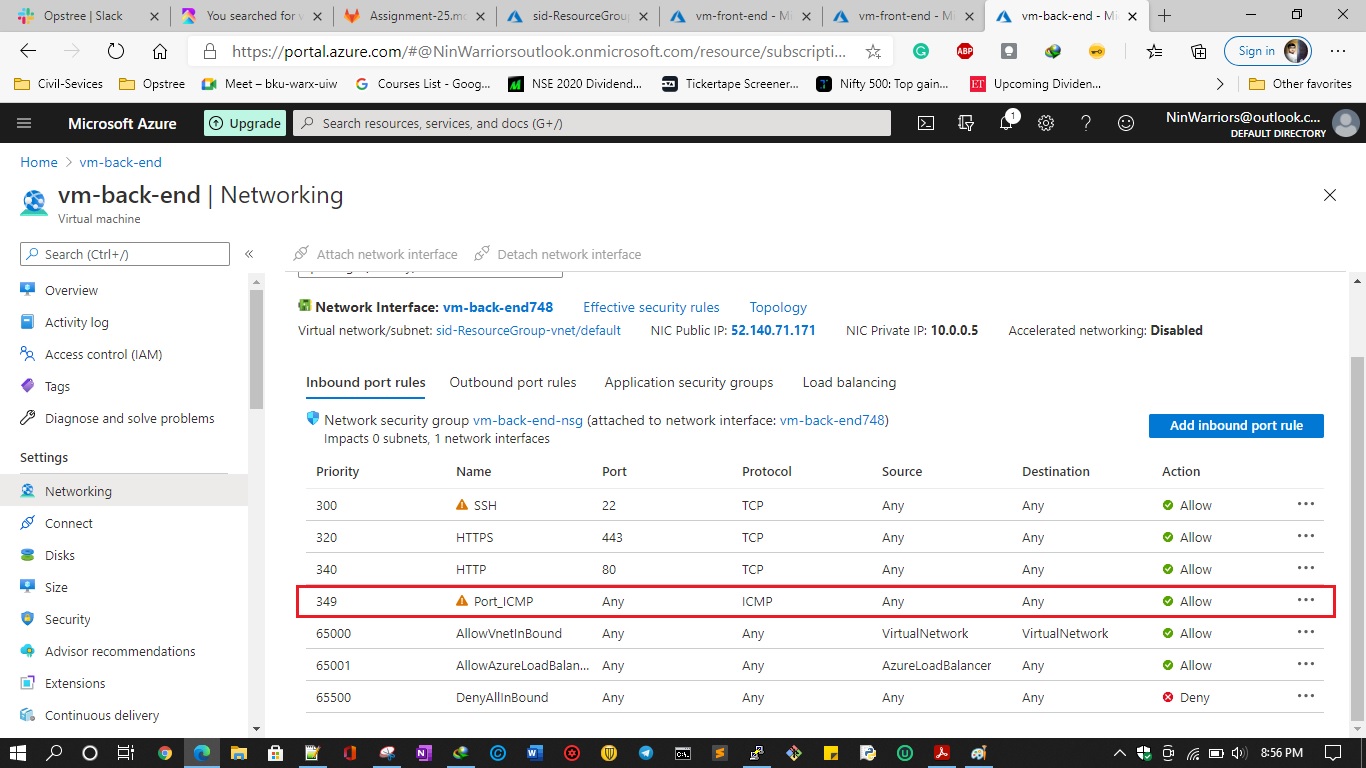 Opstree | Slack
You searched for v
Assignment-25.mc
sid-ResourceGrou
vm-front-end - Mi
vm-front-end - Mi
vm-back-end - Mi
https://portal.azure.com/#@NinWarriorsoutlook.onmicrosoft.com/resource/subscripti...
ABP
Sign in
Civil-Sevices
Opstree
Meet – bku-warx-uiw
Courses List - Goog...
NSE 2020 Dividend...
Tickertape Screener...
Nifty 500: Top gain...
ET
Upcoming Dividen...
Other favorites
Microsoft Azure
Upgrade
Search resources, services, and docs (G+/)
1
NinWarriors@outlook.c...
DEFAULT DIRECTORY
Home > vm-back-end
vm-back-end | Networking
Virtual machine
Search (Ctrl+/)
«
Attach network interface
Detach network interface
Overview
Activity log
Access control (IAM)
Tags
Diagnose and solve problems
Settings
Networking
Connect
Disks
Size
Security
Advisor recommendations
Extensions
Continuous delivery
Network Interface: vm-back-end748 Effective security rules Topology
Virtual network/subnet: sid-ResourceGroup-vnet/default NIC Public IP: 52.140.71.171 NIC Private IP: 10.0.0.5 Accelerated networking: Disabled
Inbound port rules Outbound port rules Application security groups Load balancing
Network security group vm-back-end-nsg (attached to network interface: vm-back-end748)
Impacts 0 subnets, 1 network interfaces
Add inbound port rule
Priority Name Port Protocol Source Destination Action
300 SSH 22 TCP Any Any Allow ...
320 HTTPS 443 TCP Any Any Allow ...
340 HTTP 80 TCP Any Any Allow ...
349 Port_ICMP Any ICMP Any Any Allow ...
65000 AllowVnetInBound Any Any VirtualNetwork VirtualNetwork Allow ...
65001 AllowAzureLoadBalan... Any Any AzureLoadBalancer Any Allow ...
65500 DenyAllInBound Any Any Any Any Deny ...
8:56 PM